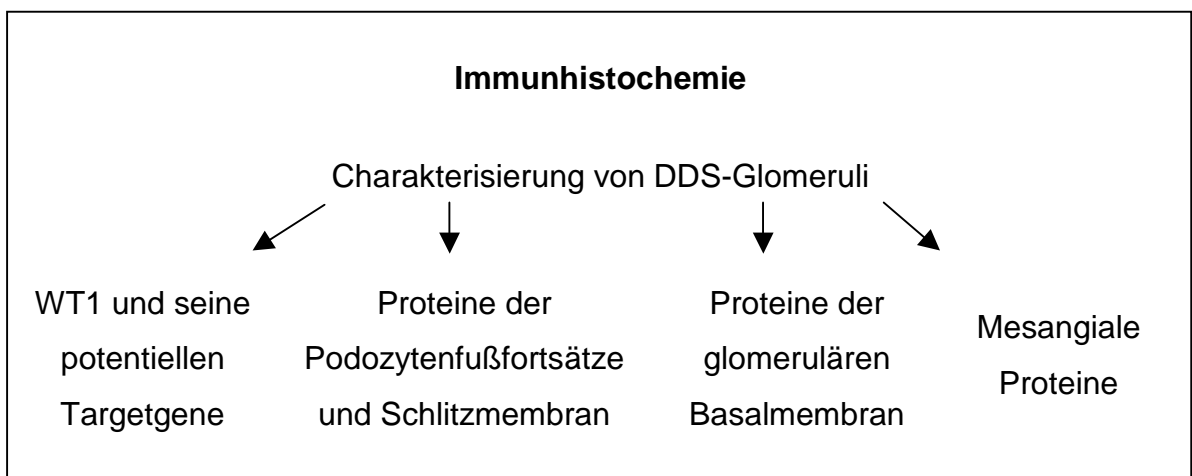 Immunhistochemie
Charakterisierung von DDS-Glomeruli
WT1 und seine
potentiellen
Targetgene
Proteine der
Podozytenfußfortsätze
und Schlitzmembran
Proteine der
glomerulären
Basalmembran
Mesangiale
Proteine